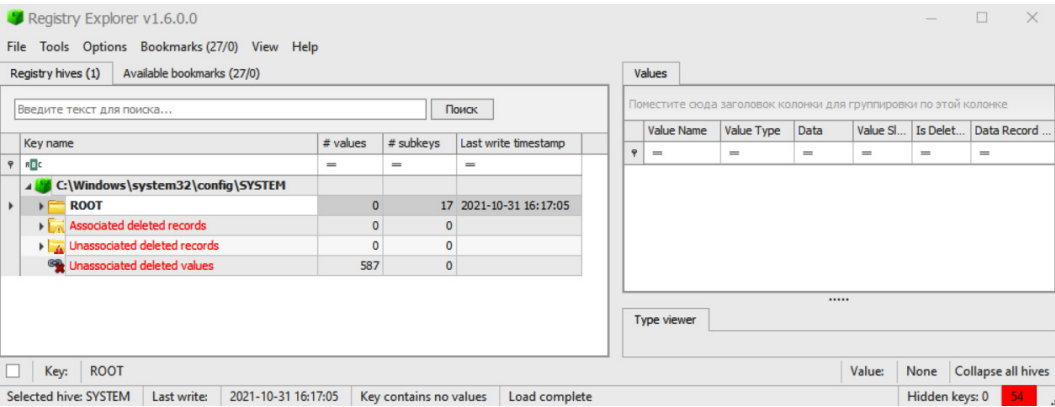 Registry Explorer v1.6.0.0
File Tools Options Bookmarks (27/0) View Help
Registry hives (1) Available bookmarks (27/0)
Введите текст для поиска... Поиск
Key name # values # subkeys Last write timestamp
= = =
C:\Windows\system32\config\SYSTEM
ROOT 0 17 2021-10-31 16:17:05
Associated deleted records 0 0
Unassociated deleted records 0 0
Unassociated deleted values 587 0
Values
Поместите сюда заголовок колонки для группировки по этой колонке
Value Name Value Type Data Value Sl... Is Delet... Data Record ...
= = = = = =
Type viewer
Key: ROOT Value: None Collapse all hives
Selected hive: SYSTEM Last write: 2021-10-31 16:17:05 Key contains no values Load complete Hidden keys: 0 54